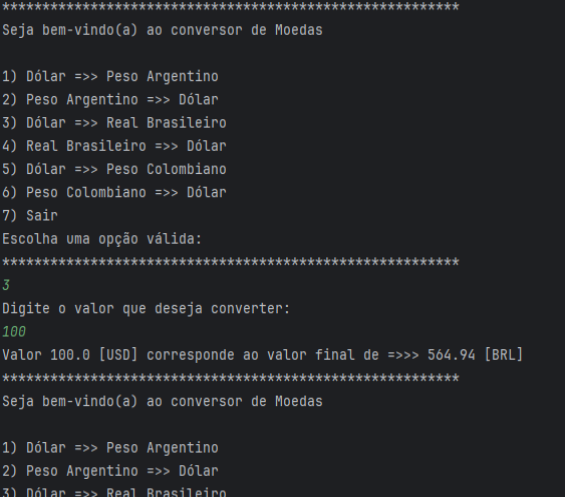 *********************************************************
Seja bem-vindo(a) ao conversor de Moedas
1) Dólar =>> Peso Argentino
2) Peso Argentino =>> Dólar
3) Dólar =>> Real Brasileiro
4) Real Brasileiro =>> Dólar
5) Dólar =>> Peso Colombiano
6) Peso Colombiano =>> Dólar
7) Sair
Escolha uma opção válida:
*********************************************************
3
Digite o valor que deseja converter:
100
Valor 100.0 [USD] corresponde ao valor final de =>>> 564.94 [BRL]
*********************************************************
Seja bem-vindo(a) ao conversor de Moedas
1) Dólar =>> Peso Argentino
2) Peso Argentino =>> Dólar
3) Dólar =>> Real Brasileiro